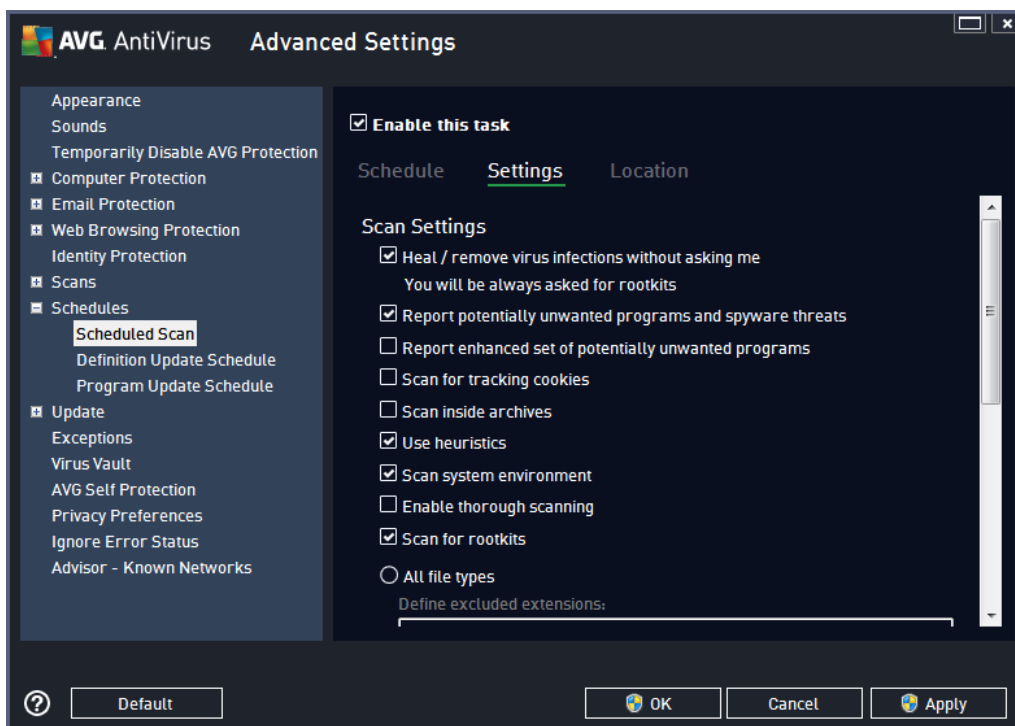 AVG. AntiVirus Advanced Settings
Appearance
Sounds
Temporarily Disable AVG Protection
Computer Protection
Email Protection
Web Browsing Protection
Identity Protection
Scans
Schedules
Scheduled Scan
Definition Update Schedule
Program Update Schedule
Update
Exceptions
Virus Vault
AVG Self Protection
Privacy Preferences
Ignore Error Status
Advisor - Known Networks
Enable this task
Schedule Settings Location
Scan Settings
Heal / remove virus infections without asking me
You will be always asked for rootkits
Report potentially unwanted programs and spyware threats
Report enhanced set of potentially unwanted programs
Scan for tracking cookies
Scan inside archives
Use heuristics
Scan system environment
Enable thorough scanning
Scan for rootkits
All file types
Define excluded extensions:
? Default OK Cancel Apply